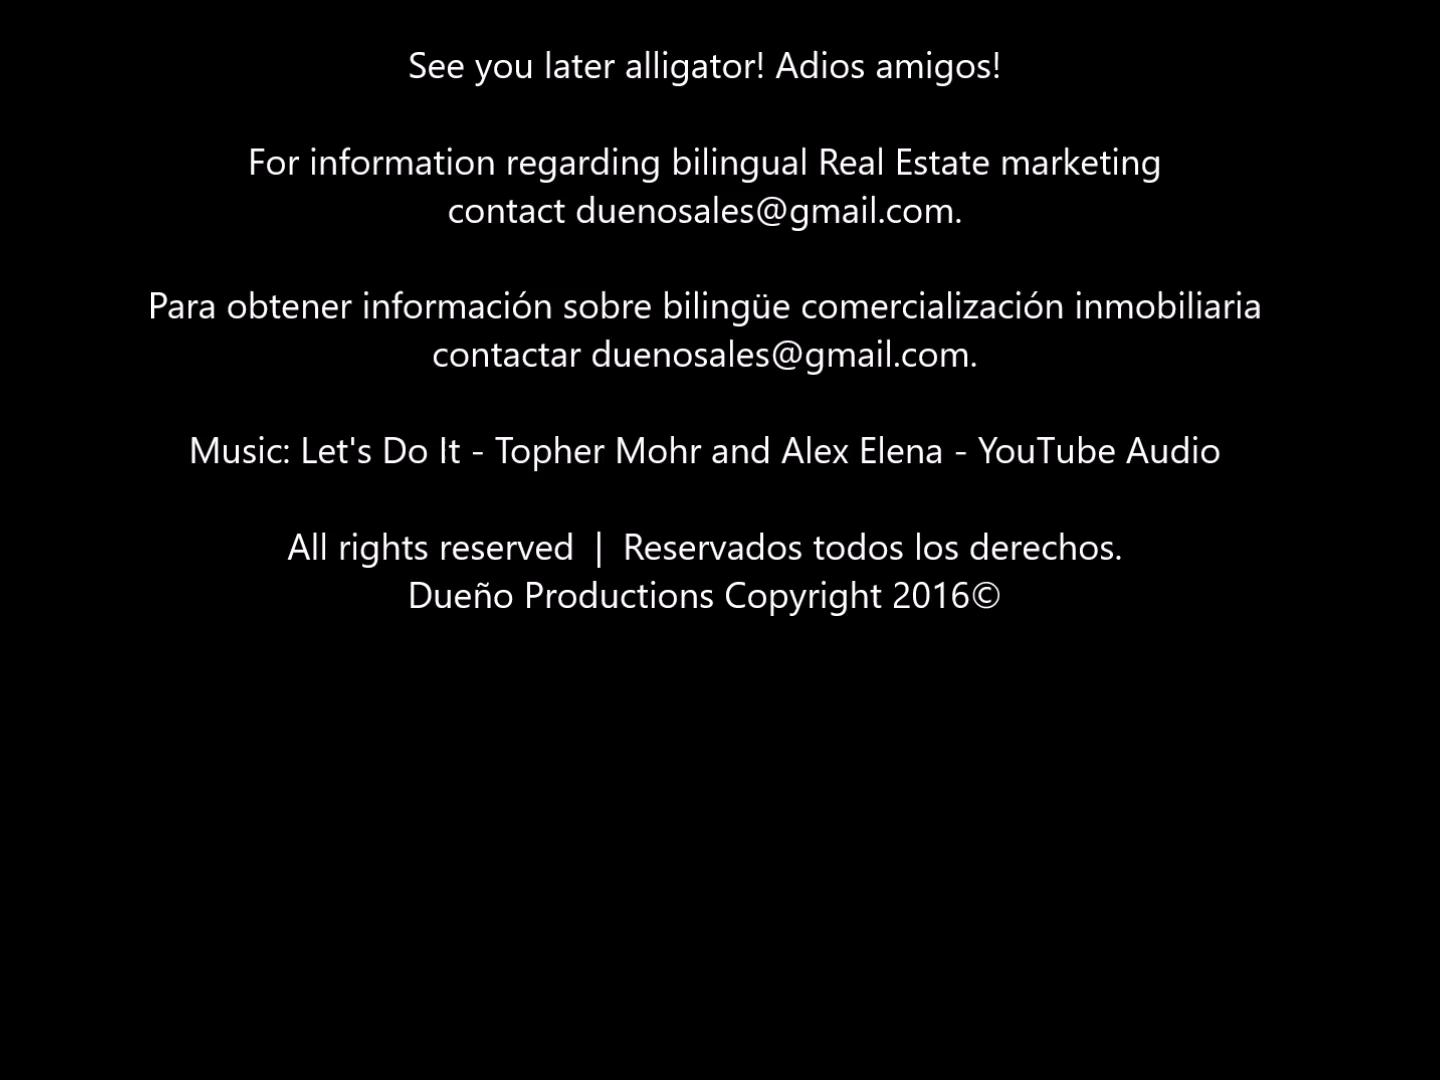 See you later alligator! Adios amigos!
For information regarding bilingual Real Estate marketing
contact duenosales@gmail.com.
Para obtener información sobre bilingüe comercialización inmobiliaria
contactar duenosales@gmail.com.
Music: Let's Do It - Topher Mohr and Alex Elena - YouTube Audio
All rights reserved  |  Reservados todos los derechos.
Dueño Productions Copyright 2016©